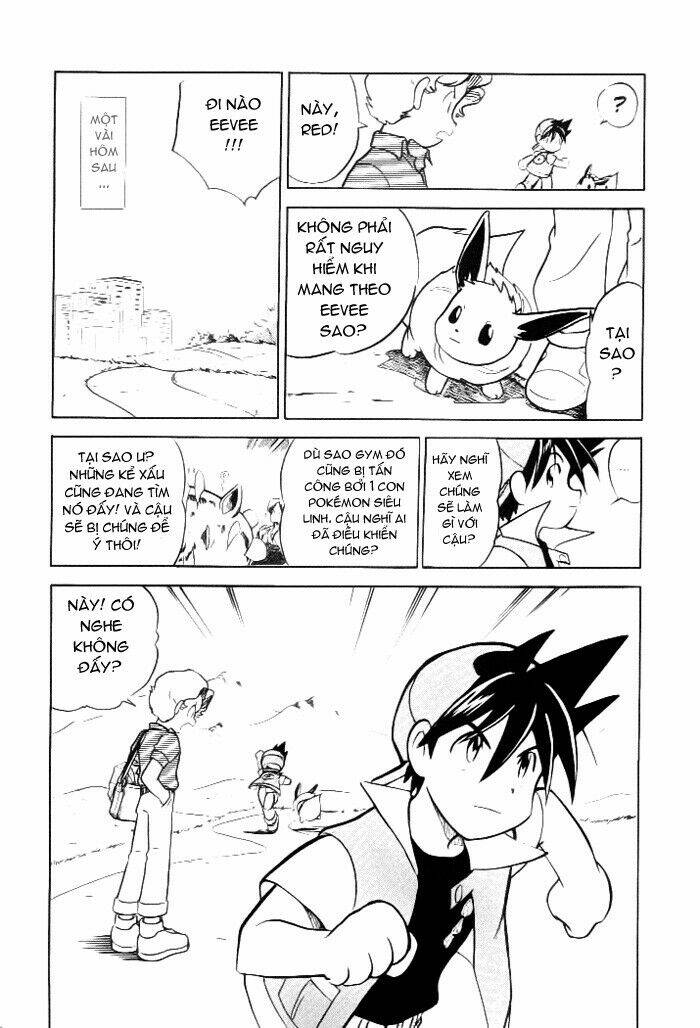 MỘT
VÀI
HÔM
SAU
...
ĐI NÀO
EEVEE
!!!
NÀY,
RED!
?
KHÔNG PHẢI
RẤT NGUY
HIỂM KHI
MANG THEO
EEVEE
SAO?
TẠI
SAO
?
TẠI SAO Ư?
NHỮNG KẺ XẤU
CŨNG ĐANG TÌM
NÓ ĐẤY! VÀ CẬU
SẼ BỊ CHÚNG ĐỂ
Ý THÔI!
DÙ SAO GYM ĐÓ
CŨNG BỊ TẤN
CÔNG BỞI 1 CON
POKÉMON SIÊU
LINH. CẬU NGHĨ AI
ĐÃ ĐIỀU KHIỂN
CHÚNG?
HÃY NGHĨ
XEM
CHÚNG
SẼ LÀM
GÌ VỚI
CẬU?
...
NÀY! CÓ
NGHE
KHÔNG
ĐẤY?